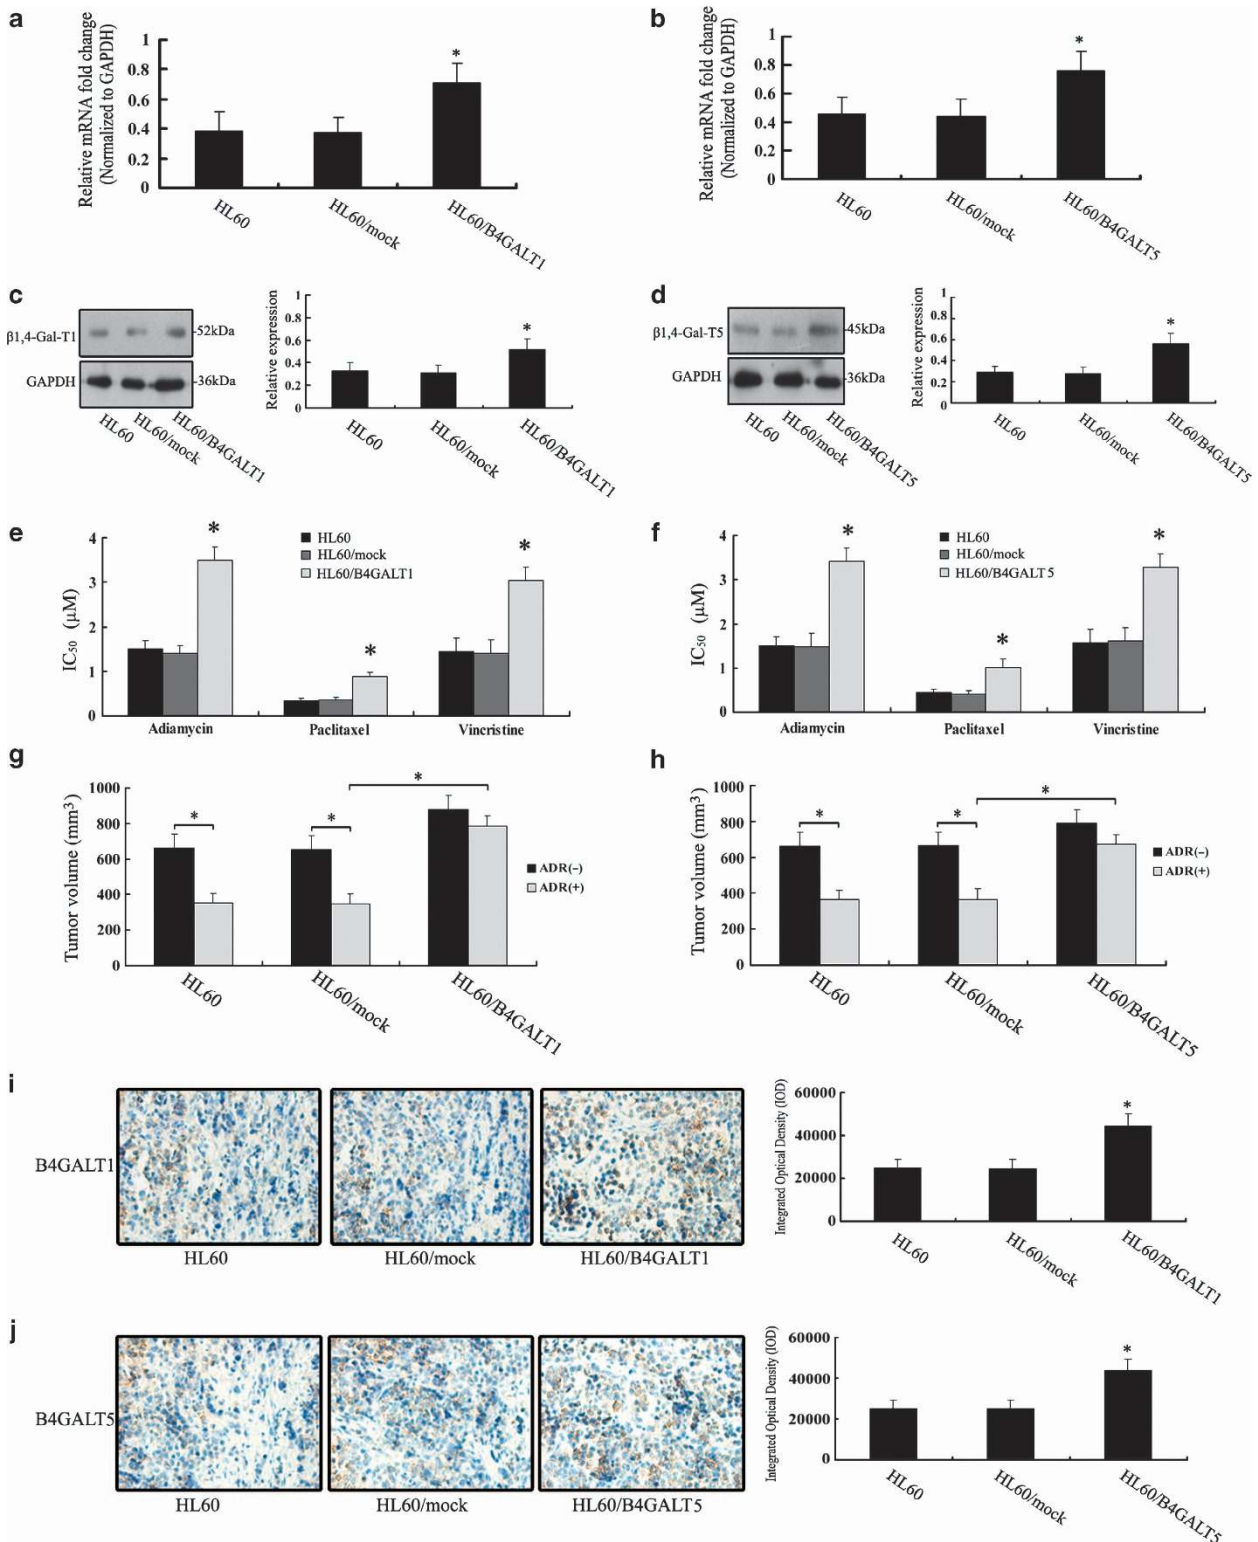 a
Relative mRNA fold change
(Normalized to GAPDH)
1
0.8
0.6
0.4
0.2
0
*
HL60
HL60/mock
HL60/B4GALT1
b
Relative mRNA fold change
(Normalized to GAPDH)
1
0.8
0.6
0.4
0.2
0
*
HL60
HL60/mock
HL60/B4GALT5
c
β1,4-Gal-T1
-52kDa
GAPDH
-36kDa
HL60
HL60/mock
HL60/B4GALT1
Relative expression
1
0.8
0.6
0.4
0.2
0
*
HL60
HL60/mock
HL60/B4GALT1
d
β1,4-Gal-T5
-45kDa
GAPDH
-36kDa
HL60
HL60/mock
HL60/B4GALT5
Relative expression
1
0.8
0.6
0.4
0.2
0
*
HL60
HL60/mock
HL60/B4GALT5
e
IC50 (μM)
4
3
2
1
0
*
*
*
HL60
HL60/mock
HL60/B4GALT1
Adiamycin
Paclitaxel
Vincristine
f
IC50 (μM)
4
3
2
1
0
*
*
*
HL60
HL60/mock
HL60/B4GALT5
Adiamycin
Paclitaxel
Vincristine
g
Tumor volume (mm3)
1000
800
600
400
200
0
*
*
*
ADR(-)
ADR(+)
HL60
HL60/mock
HL60/B4GALT1
h
Tumor volume (mm3)
1000
800
600
400
200
0
*
*
*
ADR(-)
ADR(+)
HL60
HL60/mock
HL60/B4GALT5
i
B4GALT1
HL60
HL60/mock
HL60/B4GALT1
Integrated Optical Density (IOD)
60000
40000
20000
0
*
HL60
HL60/mock
HL60/B4GALT1
j
B4GALT5
HL60
HL60/mock
HL60/B4GALT5
Integrated Optical Density (IOD)
60000
40000
20000
0
*
HL60
HL60/mock
HL60/B4GALT5